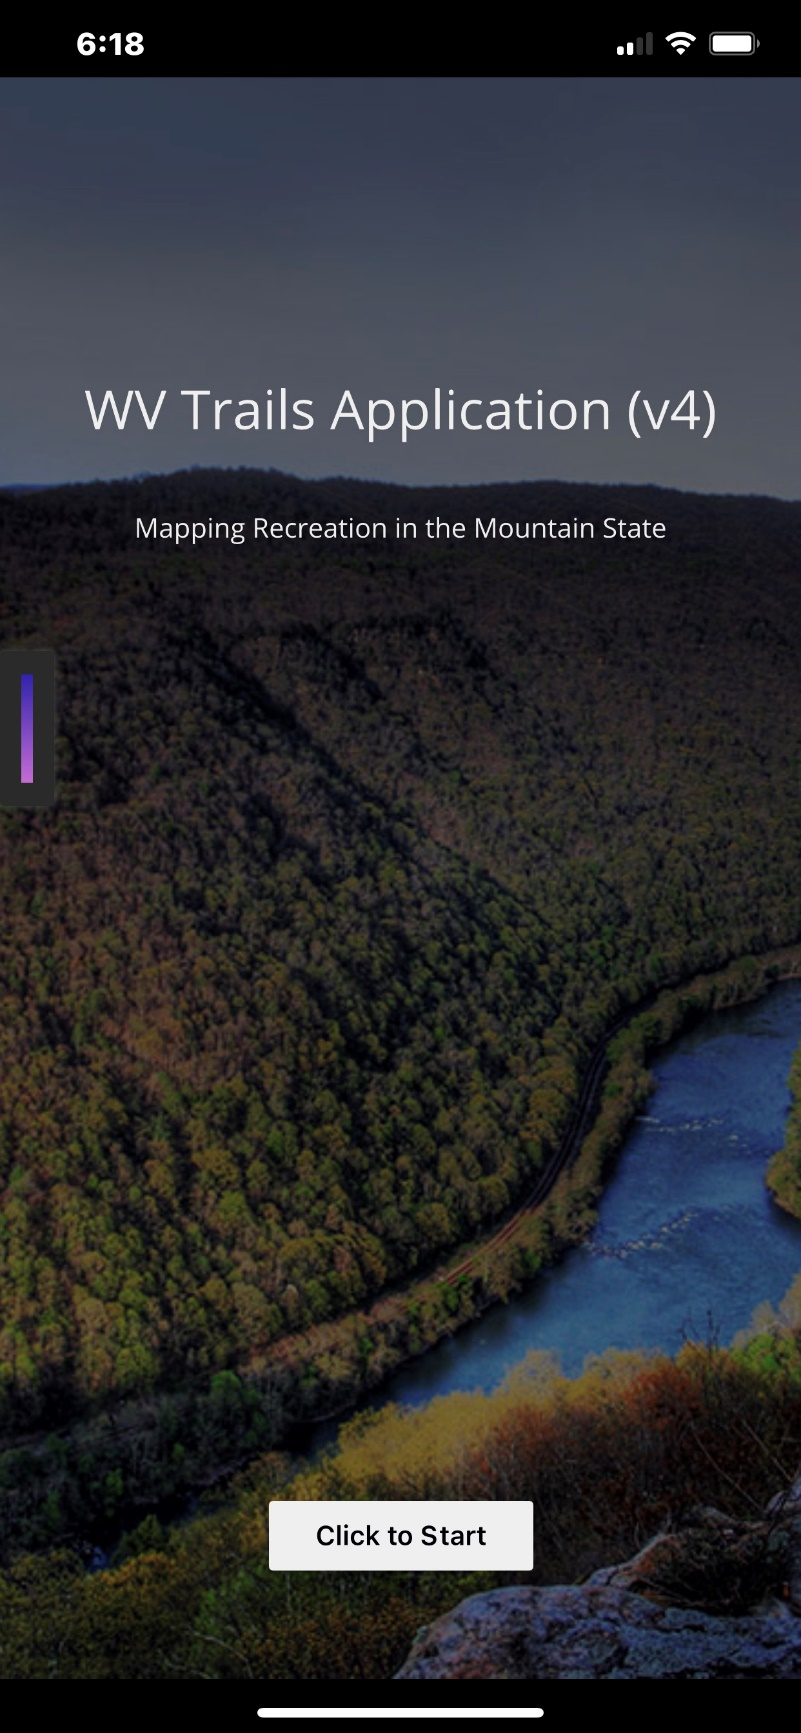 6:18
WV Trails Application (v4)
Mapping Recreation in the Mountain State
Click to Start